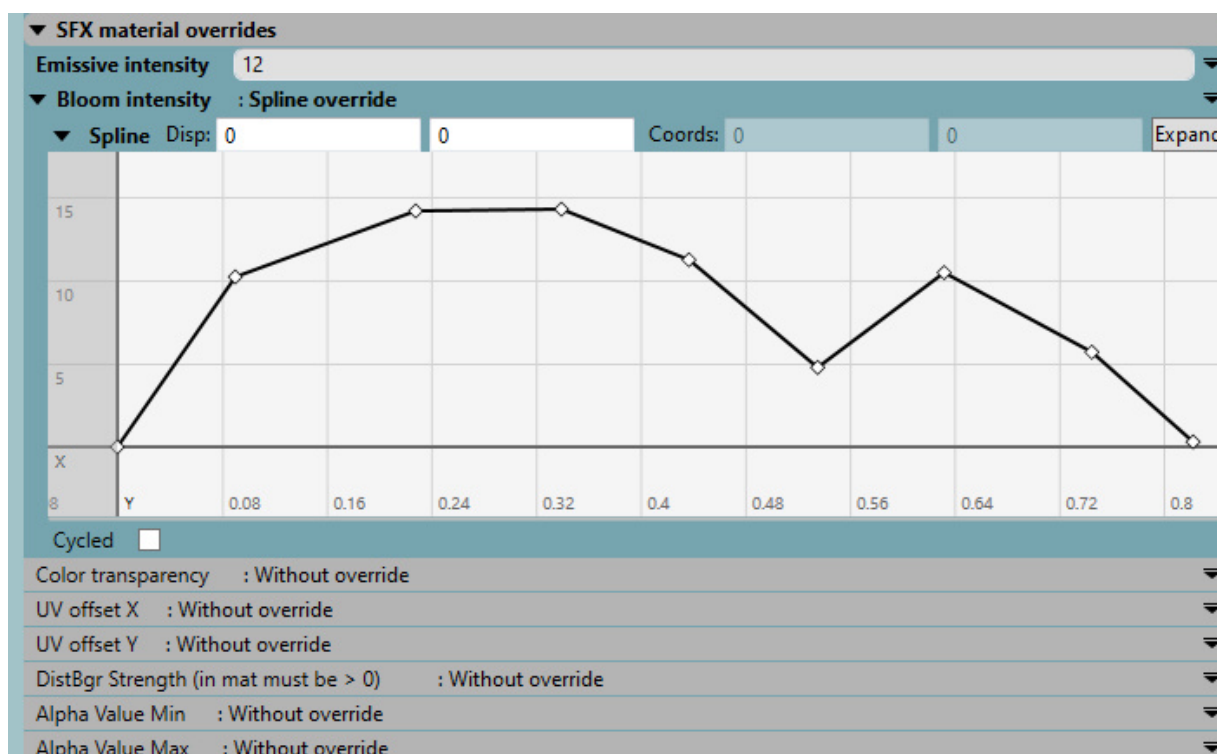 SFX material overrides
Emissive intensity 12
Bloom intensity : Spline override
Spline Disp: 0 0 Coords: 0 0 Expand
15
10
5
X
8 Y 0.08 0.16 0.24 0.32 0.4 0.48 0.56 0.64 0.72 0.8
Cycled
Color transparency : Without override
UV offset X : Without override
UV offset Y : Without override
DistBgr Strength (in mat must be > 0) : Without override
Alpha Value Min : Without override
Alpha Value Max : Without override